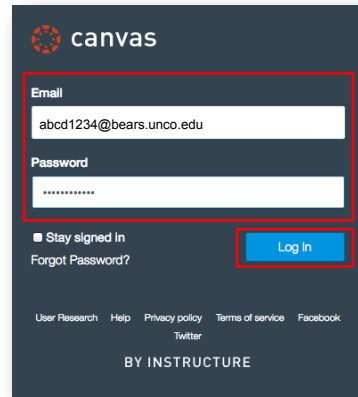 canvas
Email
abcd1234@bears.unco.edu
Password
••••••••••••
Stay signed in
Log In
Forgot Password?
User Research Help Privacy policy Terms of service Facebook
Twitter
BY INSTRUCTURE